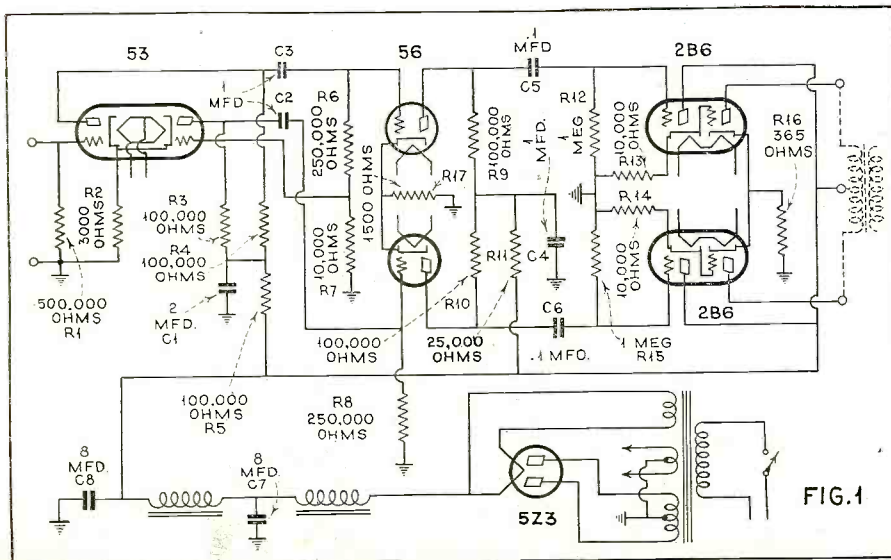 53
C3
.1
MFD
C2
R6
250,000
OHMS
56
.1
MFD
C5
2B6
R12
1
MEG
10,000
OHMS
R13
R16
365
OHMS
R2
3000
OHMS
R3
100,000
OHMS
R4
100,000
OHMS
1500 OHMS
R17
100,000
OHMS
R9
.1
MFD.
C4
R14
10,000
OHMS
10,000
OHMS
R7
500,000
OHMS
R1
2
MFD.
C1
R10
R11
100,000
OHMS
25,000
OHMS
C6
.1 MFD.
1 MEG
R15
2B6
100,000
OHMS
R5
R8
250,000
OHMS
8
MFD.
C8
8
MFD.
C7
5Z3
FIG.1